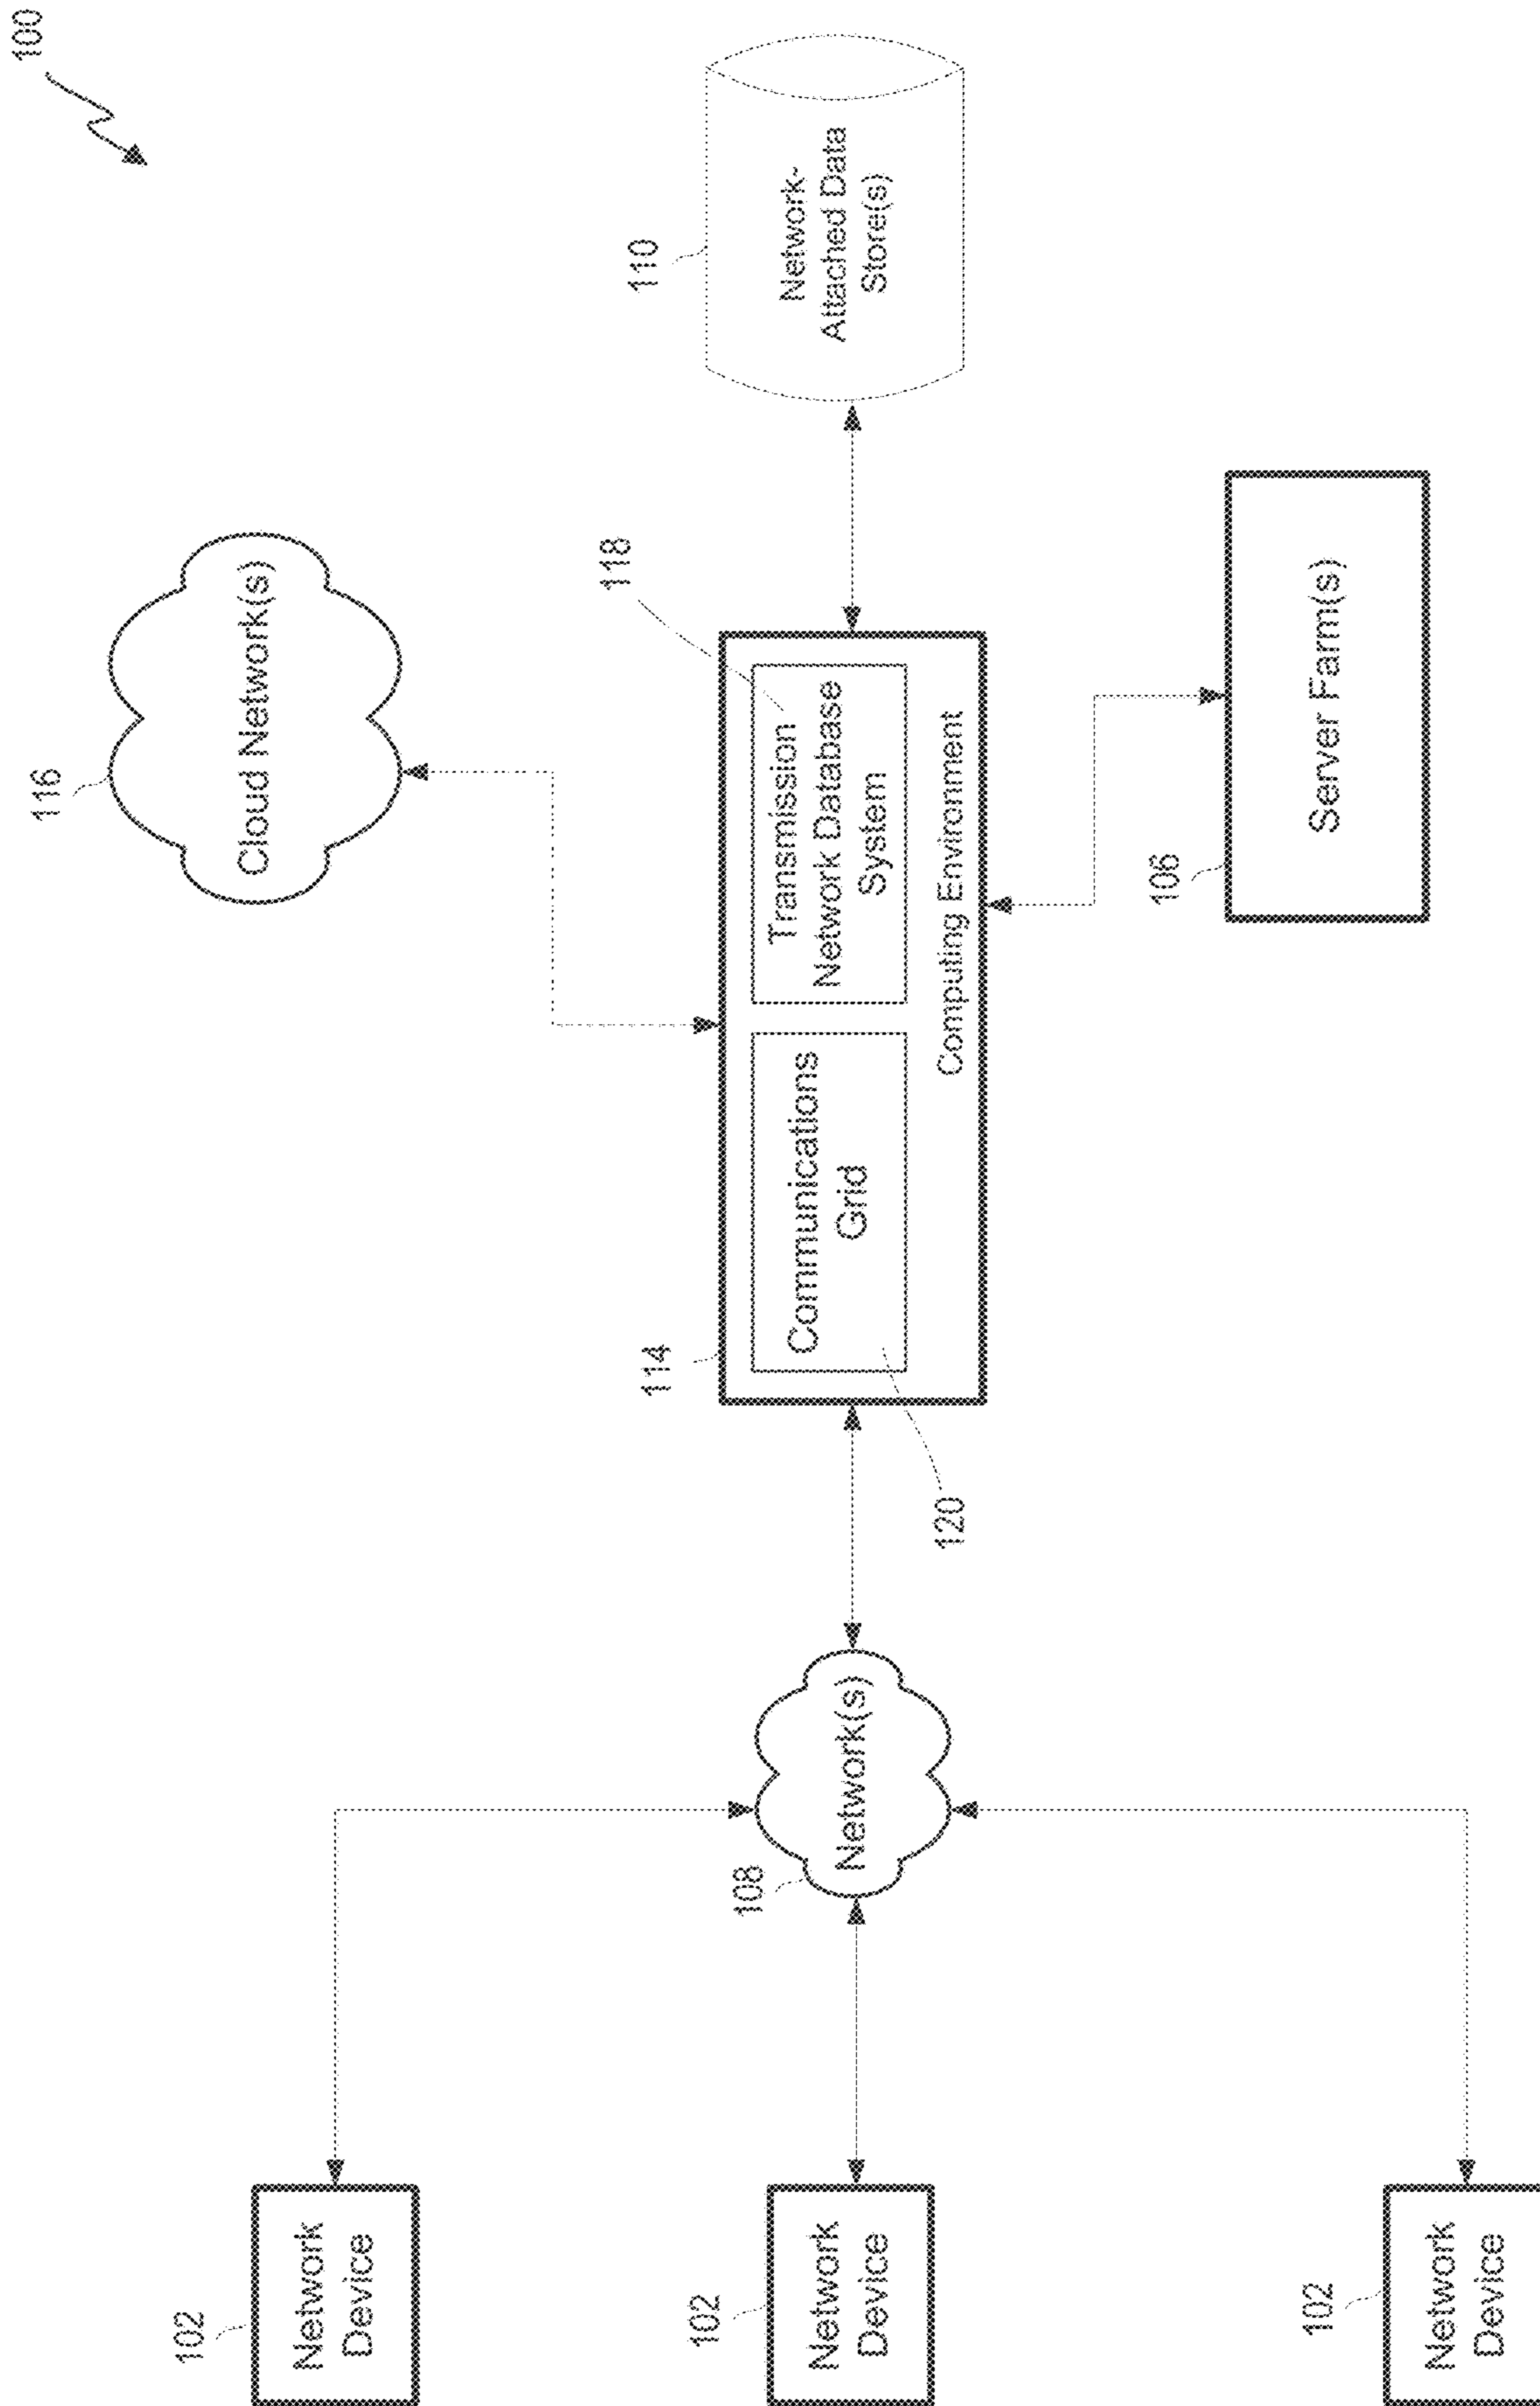 100
116
Cloud Network(s)
102
Network
Device
110
Network-
Attached Data
Store(s)
118
114
Communications
Grid
Transmission
Network Database
System
Computing Environment
108
Network(s)
102
Network
Device
120
106
Server Farm(s)
102
Network
Device